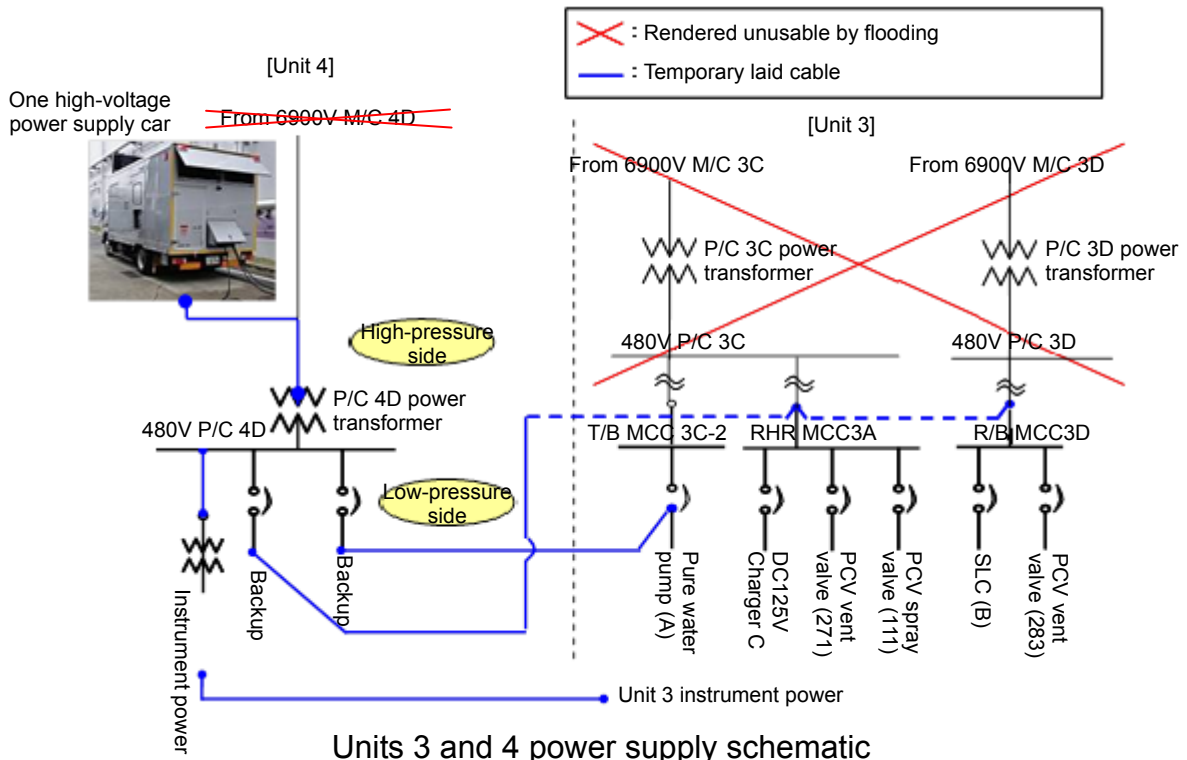 : Rendered unusable by flooding
: Temporary laid cable
[Unit 4]
One high-voltage
power supply car
From 6900V M/C 4D
[Unit 3]
From 6900V M/C 3C
From 6900V M/C 3D
P/C 3C power
transformer
P/C 3D power
transformer
High-pressure
side
480V P/C 3C
480V P/C 3D
P/C 4D power
transformer
480V P/C 4D
T/B MCC 3C-2
RHR MCC3A
R/B MCC3D
Low-pressure
side
Instrument power
Backup
Backup
Pure water
pump (A)
DC125V
Charger C
PCV vent
valve (271)
PCV spray
valve (111)
SLC (B)
PCV vent
valve (283)
Unit 3 instrument power
Units 3 and 4 power supply schematic